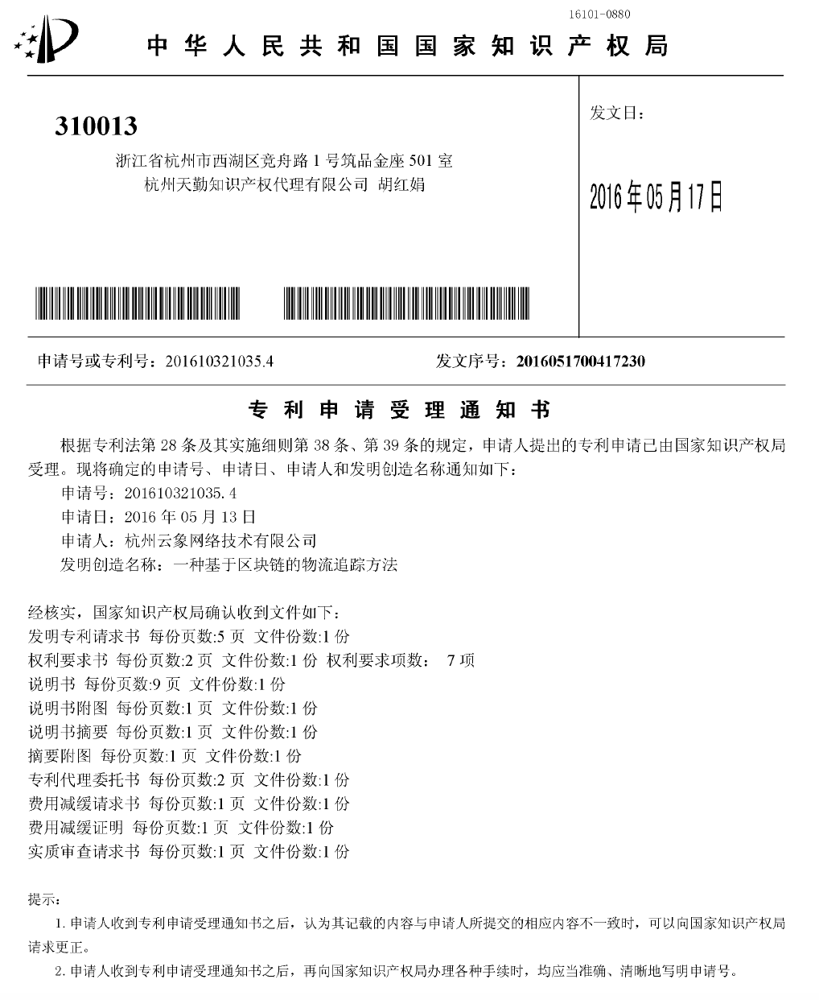 16101-0880
中华人民共和国国家知识产权局
310013
浙江省杭州市西湖区竞舟路 1 号筑品金座 501 室
杭州天勤知识产权代理有限公司 胡红娟
发文日：
2016 年 05 月 17 日
申请号或专利号：201610321035.4 发文序号：2016051700417230
专利申请受理通知书
根据专利法第 28 条及其实施细则第 38 条、第 39 条的规定，申请人提出的专利申请已由国家知识产权局
受理。现将确定的申请号、申请日、申请人和发明创造名称通知如下：
申请号：201610321035.4
申请日：2016 年 05 月 13 日
申请人：杭州云象网络技术有限公司
发明创造名称：一种基于区块链的物流追踪方法
经核实，国家知识产权局确认收到文件如下：
发明专利请求书 每份页数:5 页 文件份数:1 份
权利要求书 每份页数:2 页 文件份数:1 份 权利要求项数： 7 项
说明书 每份页数:9 页 文件份数:1 份
说明书附图 每份页数:1 页 文件份数:1 份
说明书摘要 每份页数:1 页 文件份数:1 份
摘要附图 每份页数:1 页 文件份数:1 份
专利代理委托书 每份页数:2 页 文件份数:1 份
费用减缓请求书 每份页数:1 页 文件份数:1 份
费用减缓证明 每份页数:1 页 文件份数:1 份
实质审查请求书 每份页数:1 页 文件份数:1 份
提示：
1. 申请人收到专利申请受理通知书之后，认为其记载的内容与申请人所提交的相应内容不一致时，可以向国家知识产权局
请求更正。
2. 申请人收到专利申请受理通知书之后，再向国家知识产权局办理各种手续时，均应当准确、清晰地写明申请号。